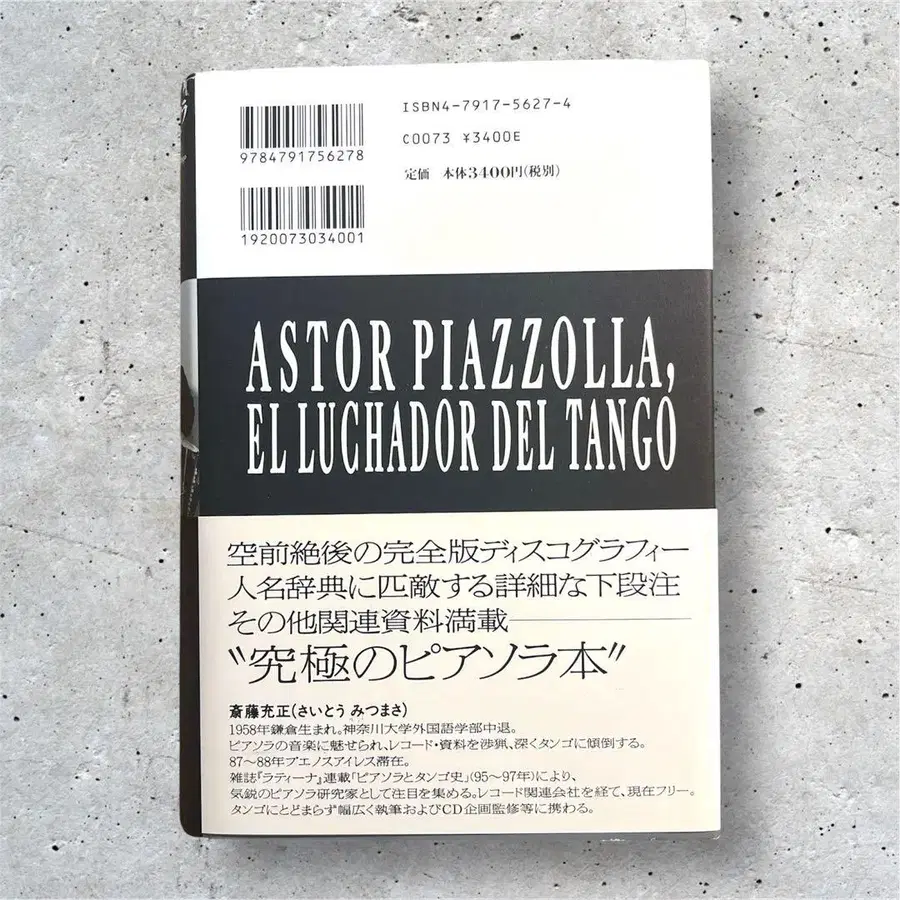 ISBN4-7917-5627-4
C0073 ¥3400E
定価 本体3400円(税別)
9784791756278
1920073034001
ASTOR PIAZZOLLA,
EL LUCHADOR DEL TANGO
空前絶後の完全版ディスコグラフィー
人名辞典に匹敵する詳細な下段注
その他関連資料満載――――
〝究極のピアソラ本〟
斎藤充正(さいとう みつまさ)
1958年鎌倉生まれ。神奈川大学外国語学部中退。
ピアソラの音楽に魅せられ、レコード・資料を渉猟、深くタンゴに傾倒する。
87〜88年ブエノスアイレス滞在。
雑誌『ラティーナ』連載「ピアソラとタンゴ史」(95〜97年)により、
気鋭のピアソラ研究家として注目を集める。レコード関連会社を経て、現在フリー。
タンゴにとどまらず幅広く執筆およびCD企画監修等に携わる。